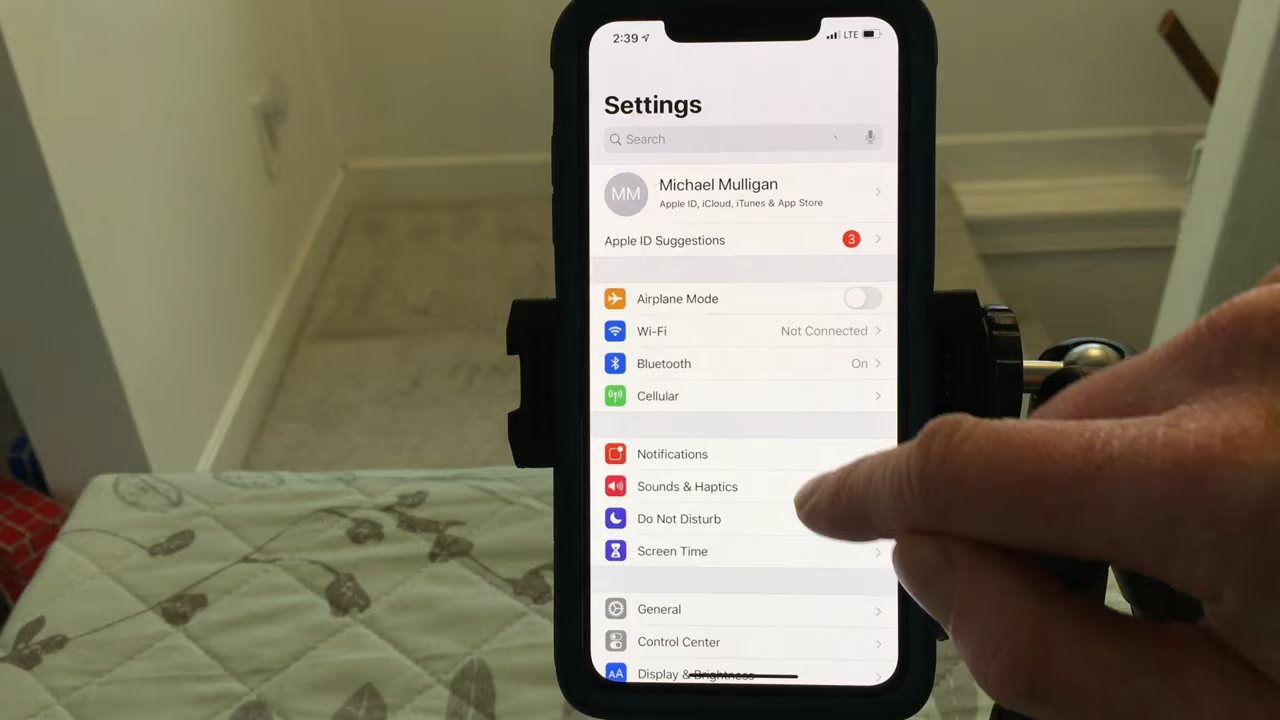 2:39 LTE
Settings
Search
MM Michael Mulligan
Apple ID, iCloud, iTunes & App Store
Apple ID Suggestions 3
Airplane Mode
Wi-Fi Not Connected
Bluetooth On
Cellular
Notifications
Sounds & Haptics
Do Not Disturb
Screen Time
General
Control Center
AA Display & Brightness